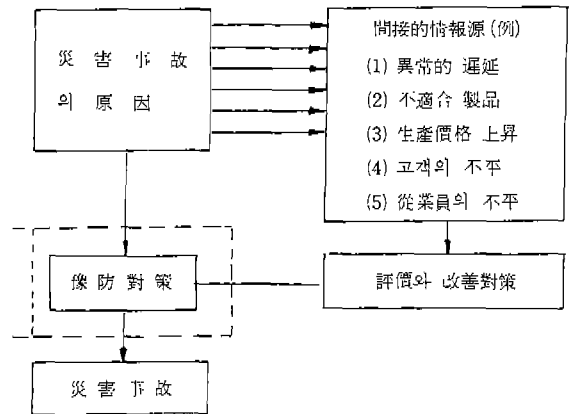 災害事故
의 原因
間接的情報源(例)
(1) 異常的 遲延
(2) 不適合 製品
(3) 生産價格 上昇
(4) 고객의 不平
(5) 從業員의 不平
豫防對策
評價와 改善對策
災害事故